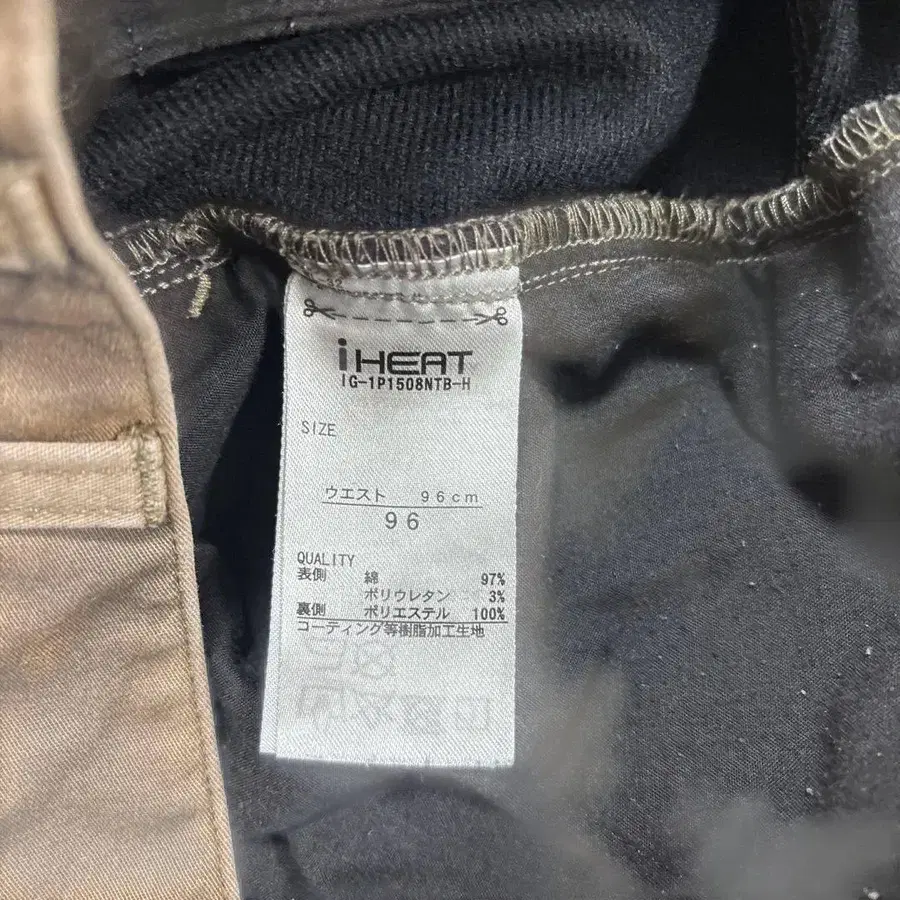 iHEAT
IG-1P1508NTB-H
SIZE
ウエスト 96cm
96
QUALITY
表側 綿 97%
ポリウレタン 3%
裏側 ポリエステル 100%
コーティング等樹脂加工生地